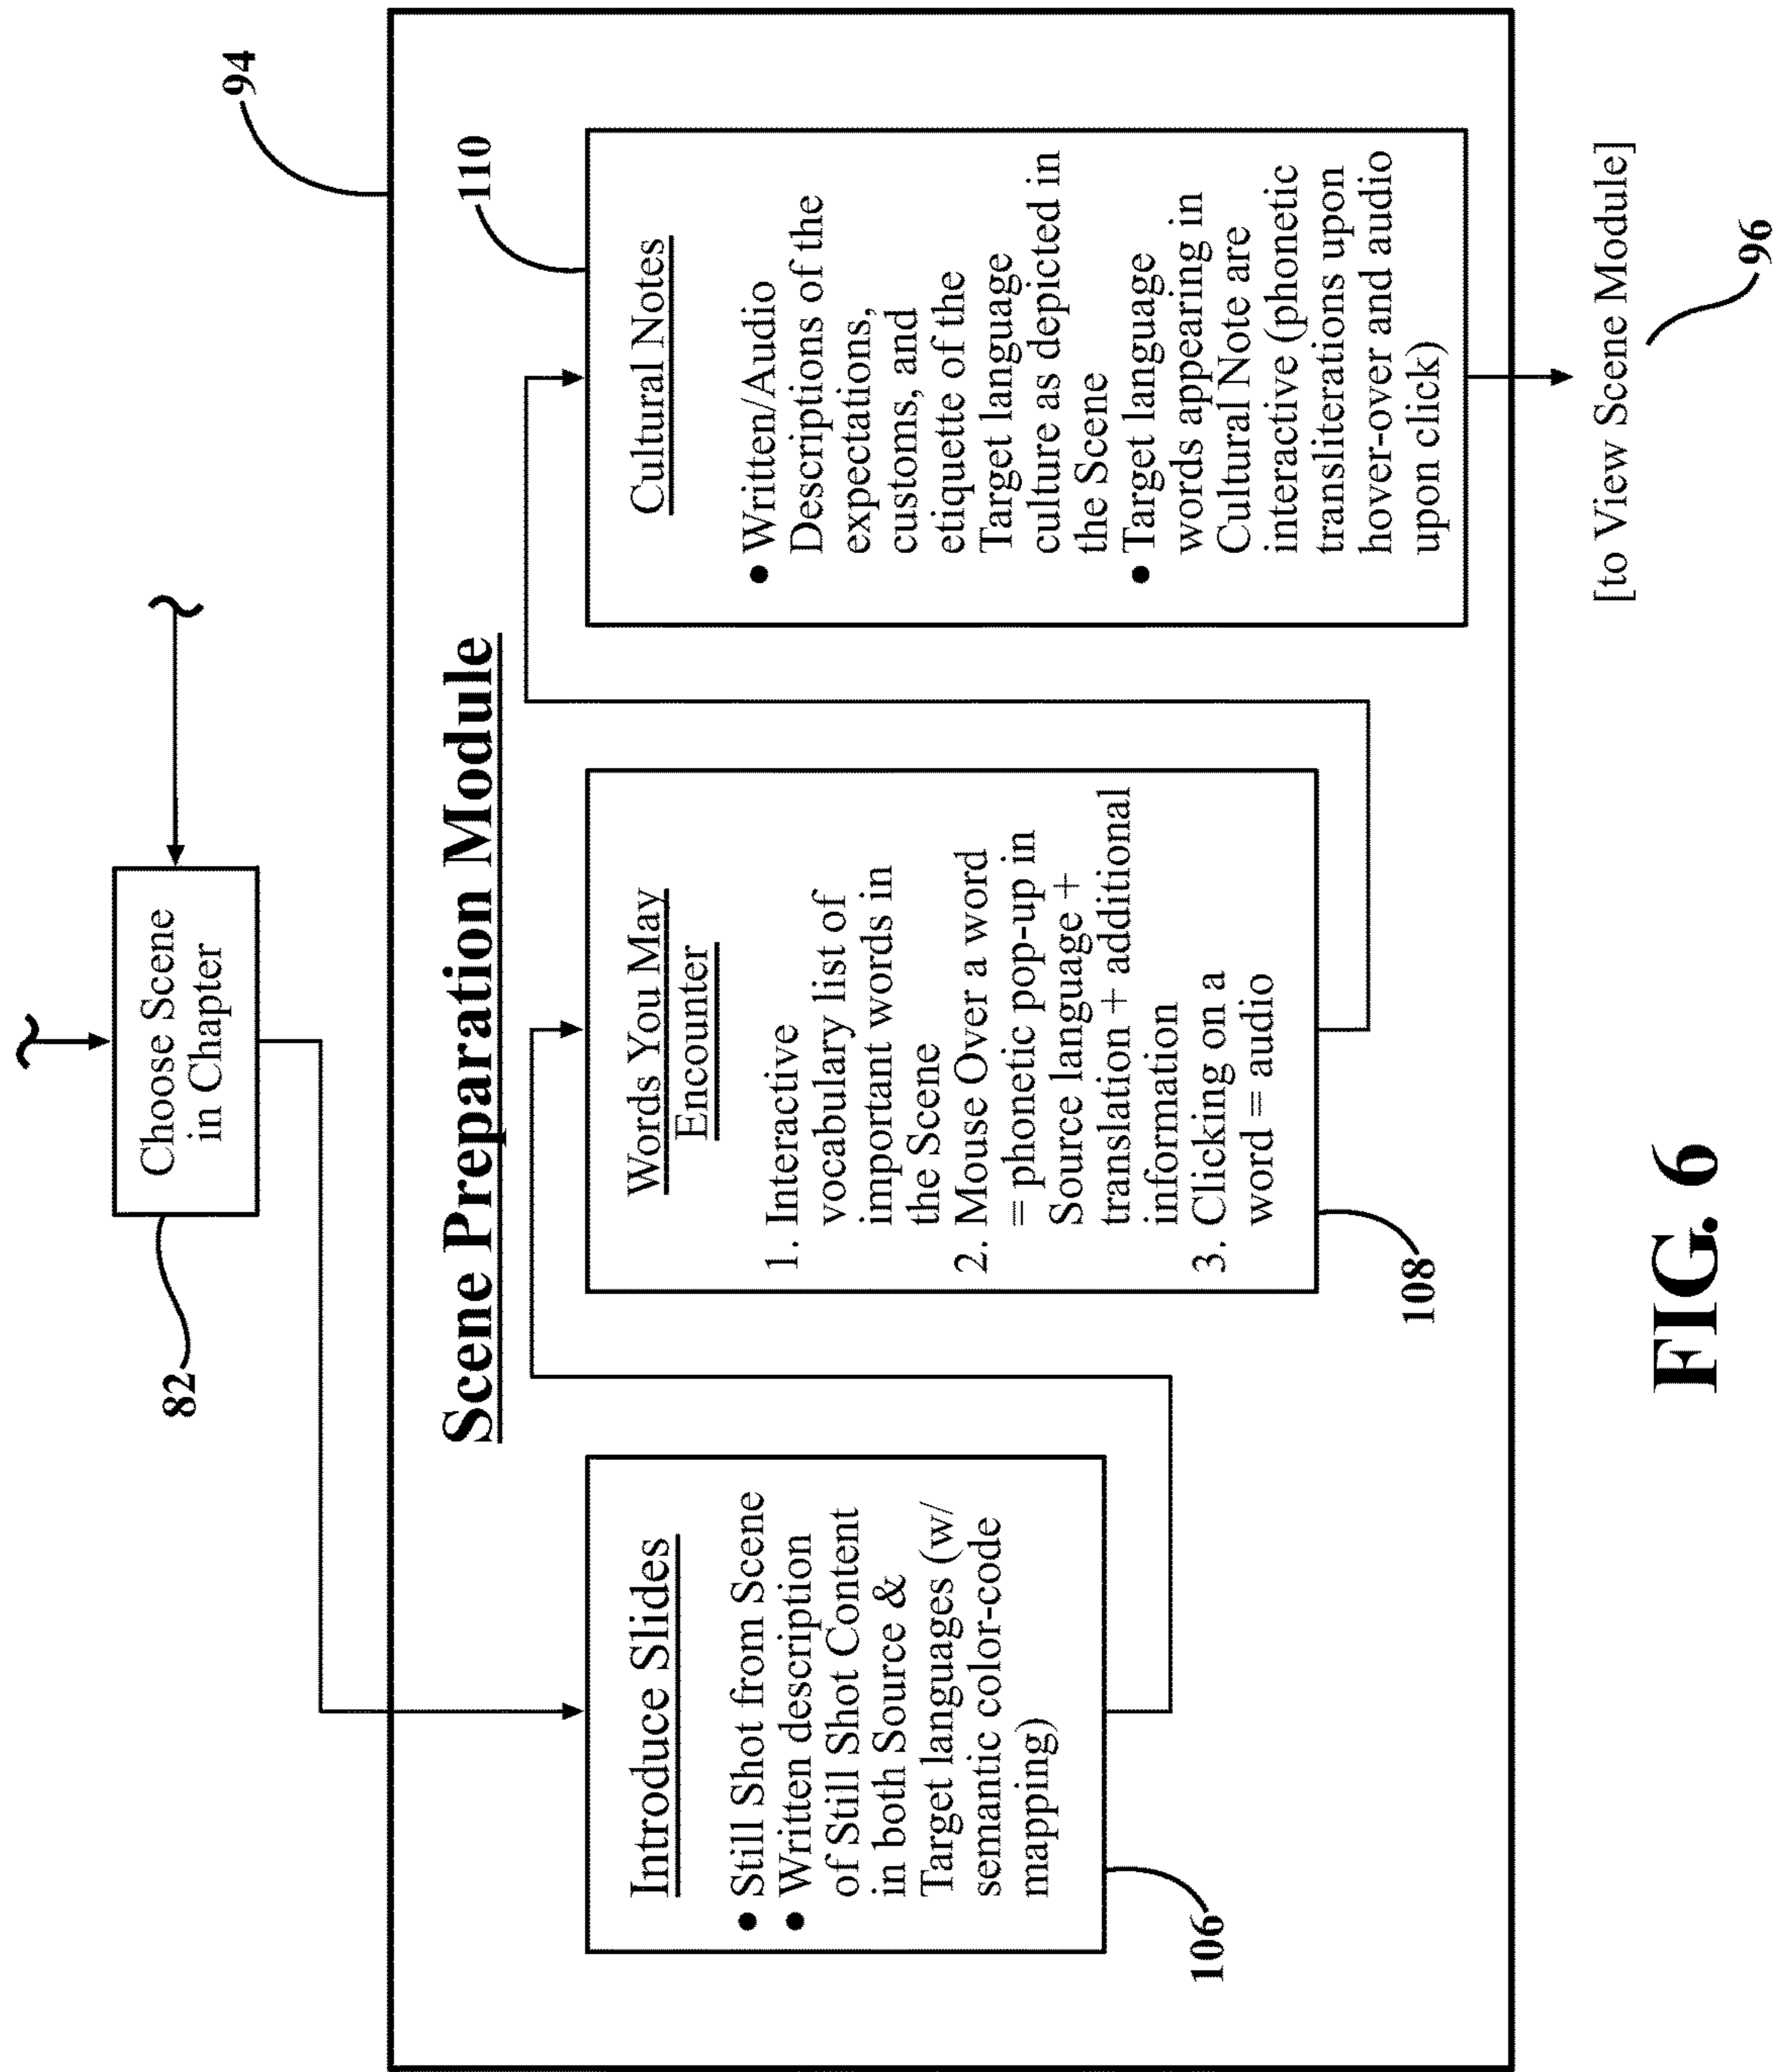 Choose Scene
in Chapter
82
94
Scene Preparation Module
Introduce Slides
• Still Shot from Scene
• Written description
of Still Shot Content
in both Source &
Target languages (w/
semantic color-code
mapping)
106
Words You May
Encounter
1. Interactive
vocabulary list of
important words in
the Scene
2. Mouse Over a word
= phonetic pop-up in
Source language +
translation + additional
information
3. Clicking on a
word = audio
108
Cultural Notes
• Written/Audio
Descriptions of the
expectations,
customs, and
etiquette of the
Target language
culture as depicted in
the Scene
• Target language
words appearing in
Cultural Note are
interactive (phonetic
transliterations upon
hover-over and audio
upon click)
110
[to View Scene Module]
96
FIG. 6